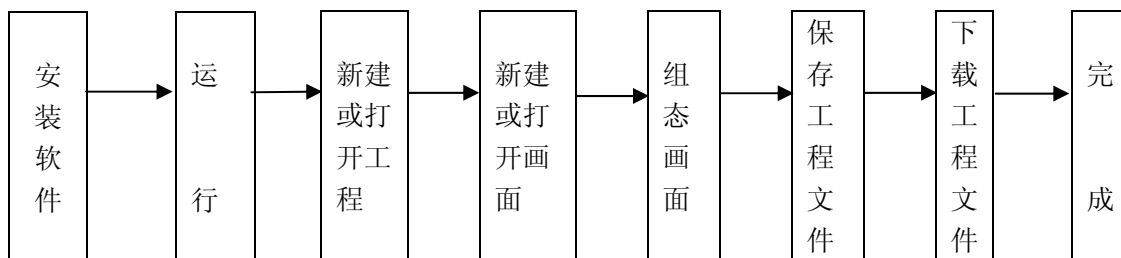 安装软件
运行
新建或打开工程
新建或打开画面
组态画面
保存工程文件
下载工程文件
完成